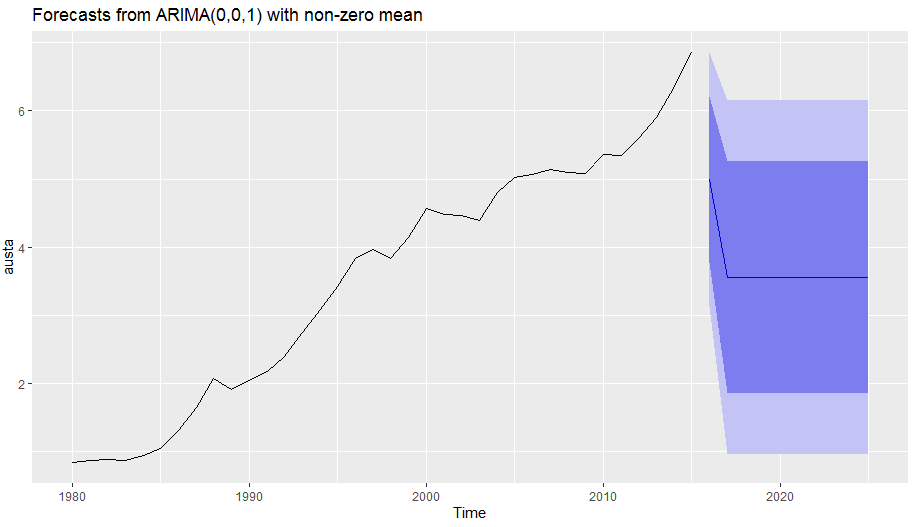 Forecasts from ARIMA(0,0,1) with non-zero mean
6
4
2
austa
1980 1990 2000 2010 2020
Time